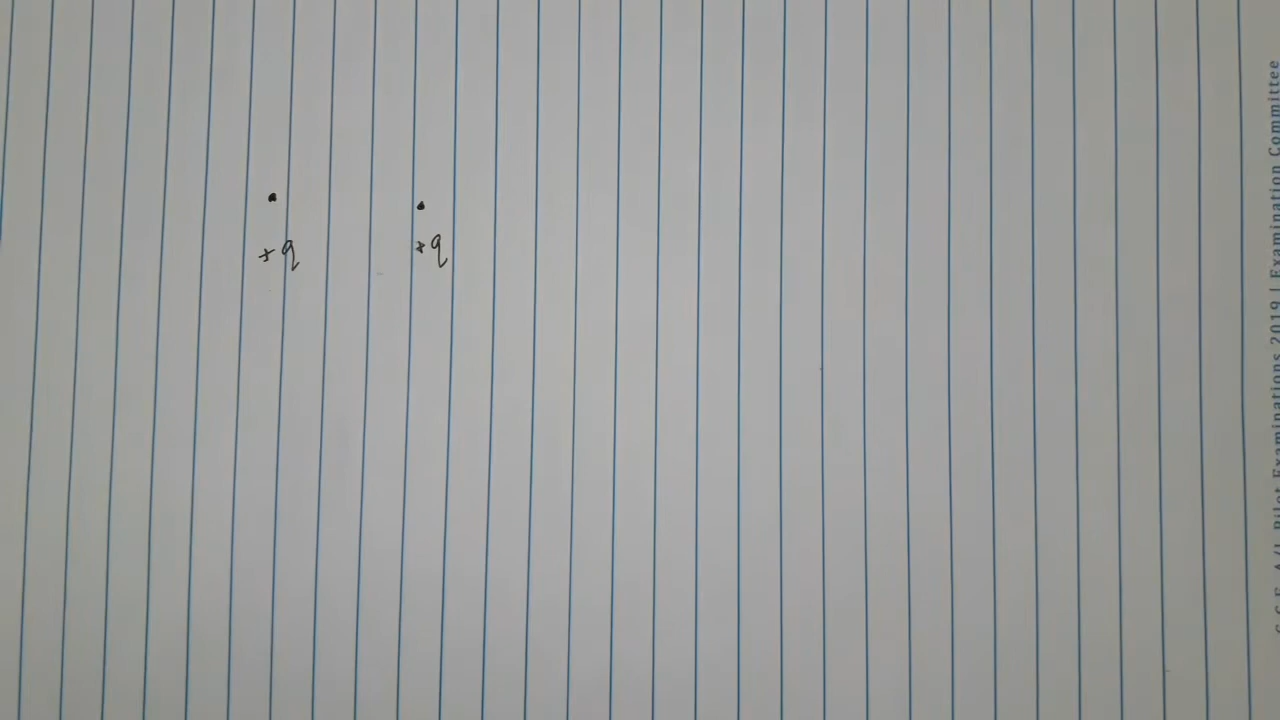 +q +q
Pilot Examinations 2019 | Examination Committee